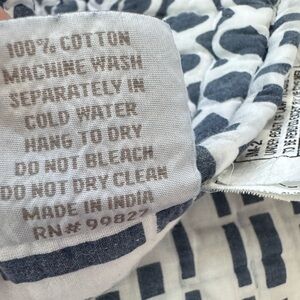 100% COTTON
MACHINE WASH
SEPARATELY IN
COLD WATER
HANG TO DRY
DO NOT BLEACH
DO NOT DRY CLEAN
MADE IN INDIA
RN# 99827